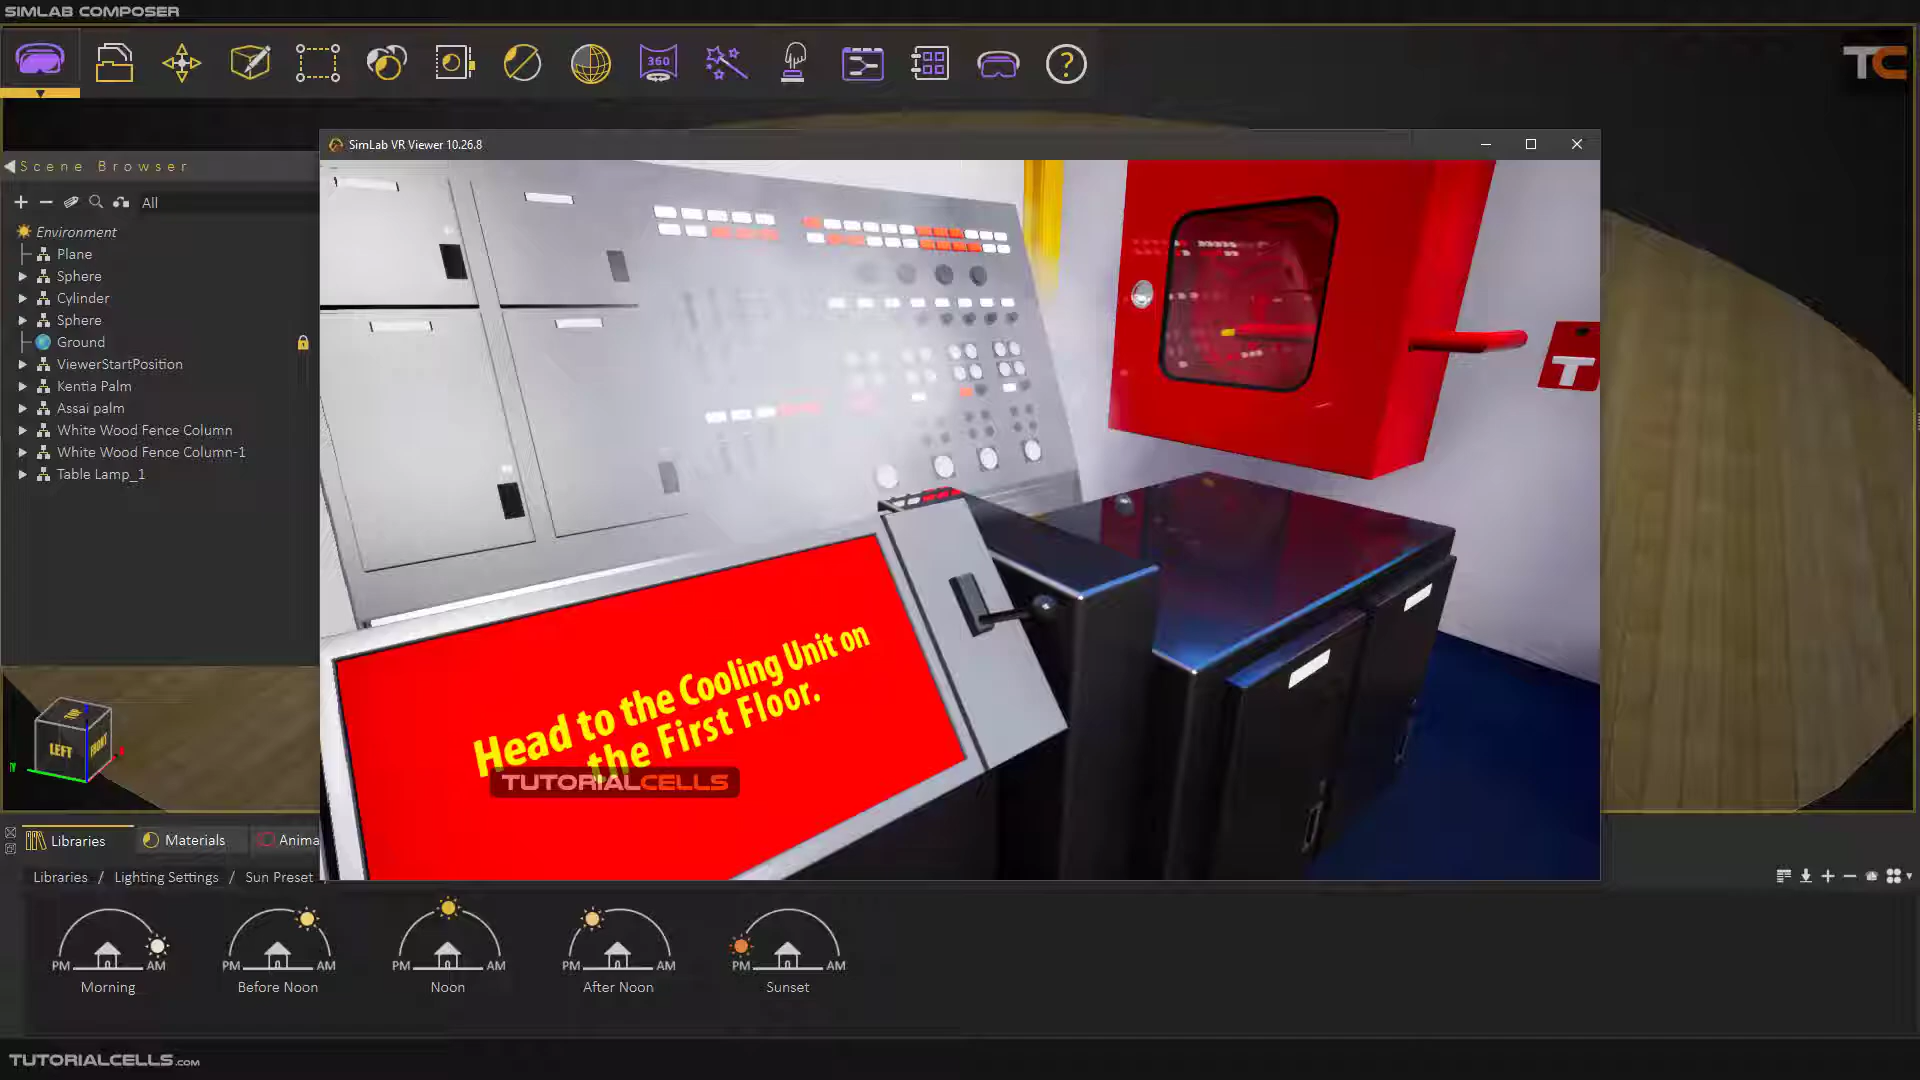 SIMLAB COMPOSER
360
?
TC
SimLab VR Viewer 10.26.8
Scene Browser
All
Environment
Plane
Sphere
Cylinder
Sphere
Ground
ViewerStartPosition
Kentia Palm
Assai palm
White Wood Fence Column
White Wood Fence Column-1
Table Lamp_1
T
Head to the Cooling Unit on
the First Floor.
TUTORIALCELLS
TOP
LEFT
FRONT
Libraries
Materials
Anima
Libraries / Lighting Settings / Sun Preset
PM AM
PM AM
PM AM
PM AM
PM AM
Morning
Before Noon
Noon
After Noon
Sunset
TUTORIALCELLS.COM